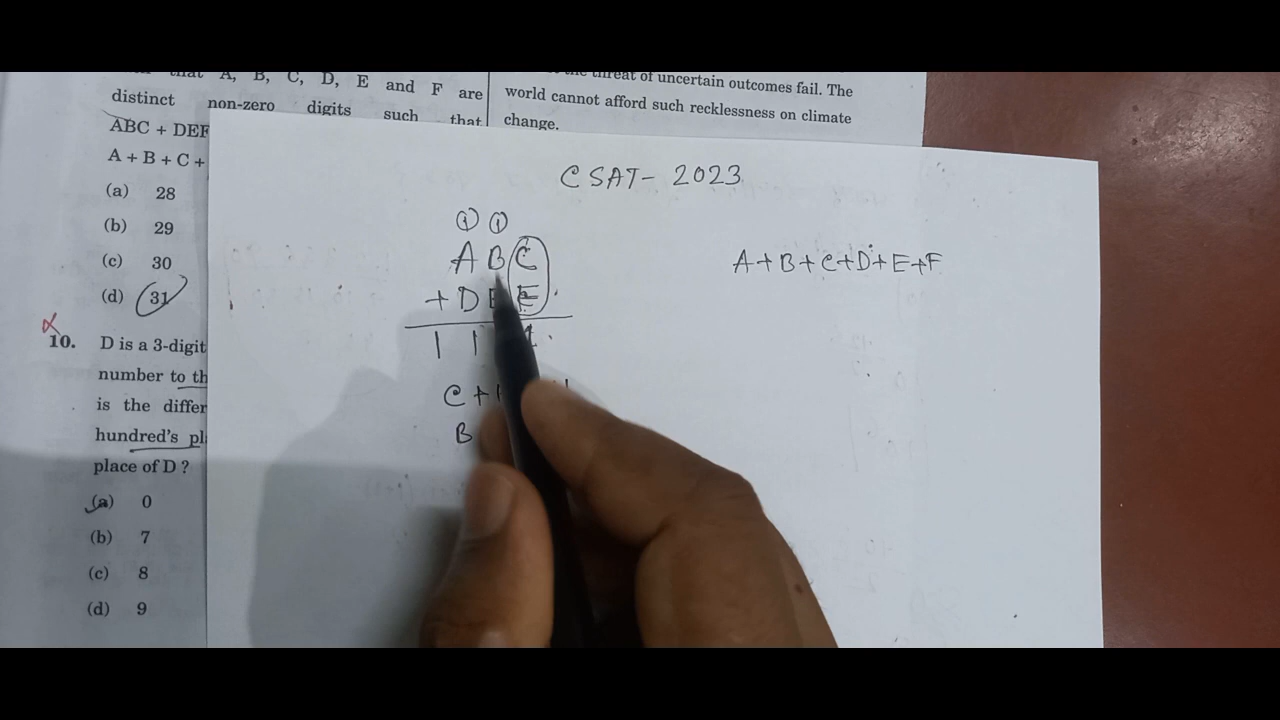 that A, B, C, D, E and F are
distinct non-zero digits such that
ABC + DEF
A + B + C +
(a) 28
(b) 29
(c) 30
(d) 31
10. D is a 3-digit
number to th
is the differ
hundred's pl
place of D ?
(a) 0
(b) 7
(c) 8
(d) 9
threat of uncertain outcomes fail. The
world cannot afford such recklessness on climate
change.
CSAT- 2023
1 1
A B C
+ D E
1 1 1
C +
B
A+B+C+D+E+F